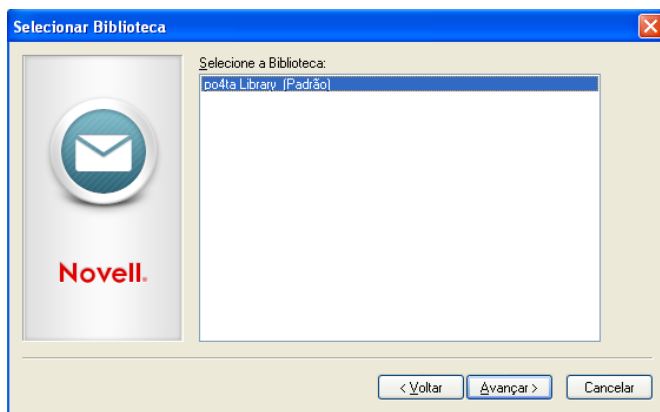 Selecionar Biblioteca
Selecione a Biblioteca:
po4ta Library (Padrão)
Novell.
< Voltar
Avançar >
Cancelar